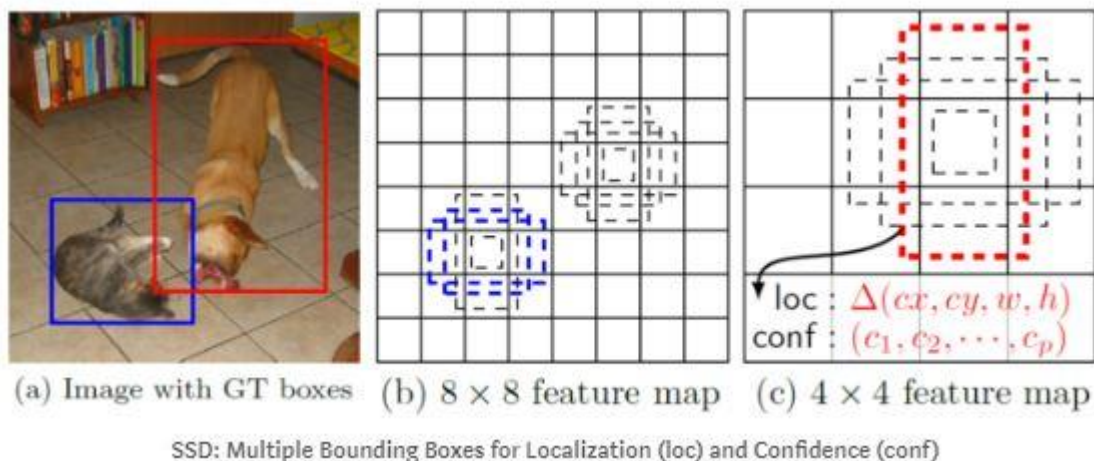 loc : Δ(cx, cy, w, h)
conf : (c₁, c₂, ⋯, cₚ)
(a) Image with GT boxes
(b) 8 × 8 feature map
(c) 4 × 4 feature map
SSD: Multiple Bounding Boxes for Localization (loc) and Confidence (conf)